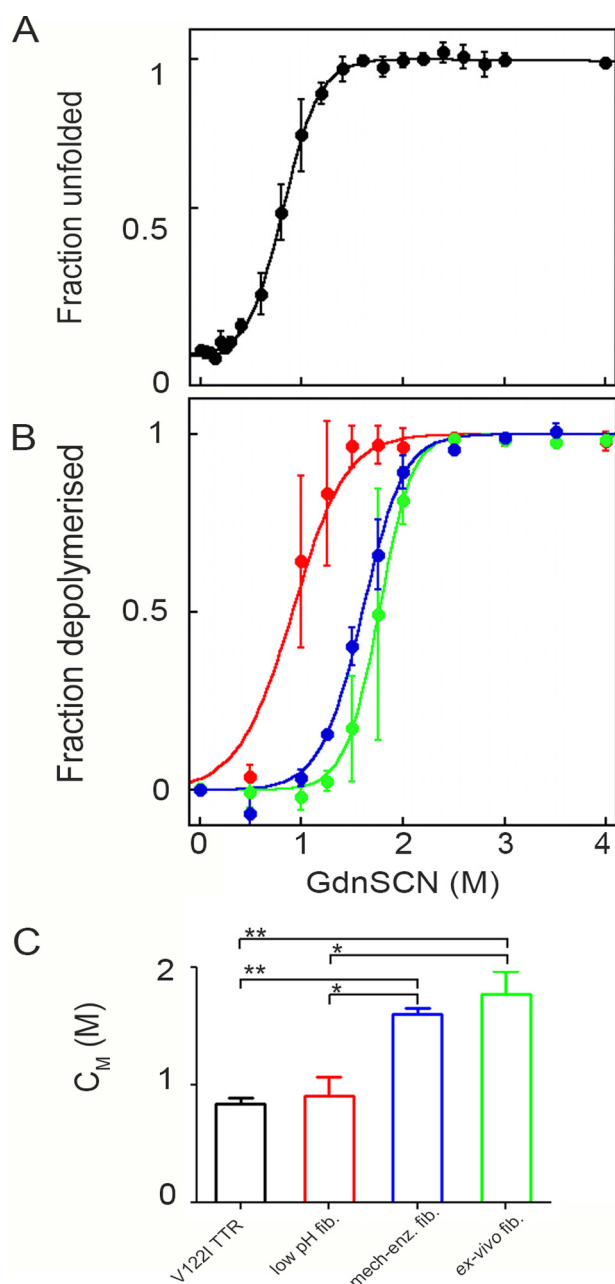 A
Fraction unfolded
1
0.5
0
B
Fraction depolymerised
1
0.5
0
0 1 2 3 4
GdnSCN (M)
C
C_M (M)
2
1
0
**
*
**
*
V122I TTR
low pH fib.
mech-enz. fib.
ex-vivo fib.